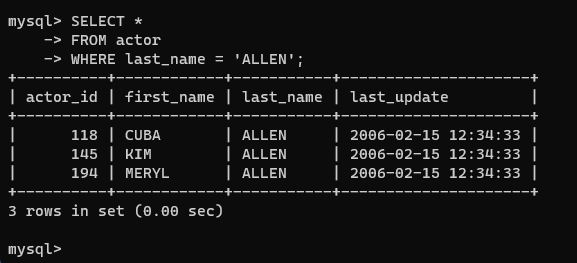 mysql> SELECT *
    -> FROM actor
    -> WHERE last_name = 'ALLEN';
+----------+------------+-----------+---------------------+
| actor_id | first_name | last_name | last_update         |
+----------+------------+-----------+---------------------+
|      118 | CUBA       | ALLEN     | 2006-02-15 12:34:33 |
|      145 | KIM        | ALLEN     | 2006-02-15 12:34:33 |
|      194 | MERYL      | ALLEN     | 2006-02-15 12:34:33 |
+----------+------------+-----------+---------------------+
3 rows in set (0.00 sec)

mysql>